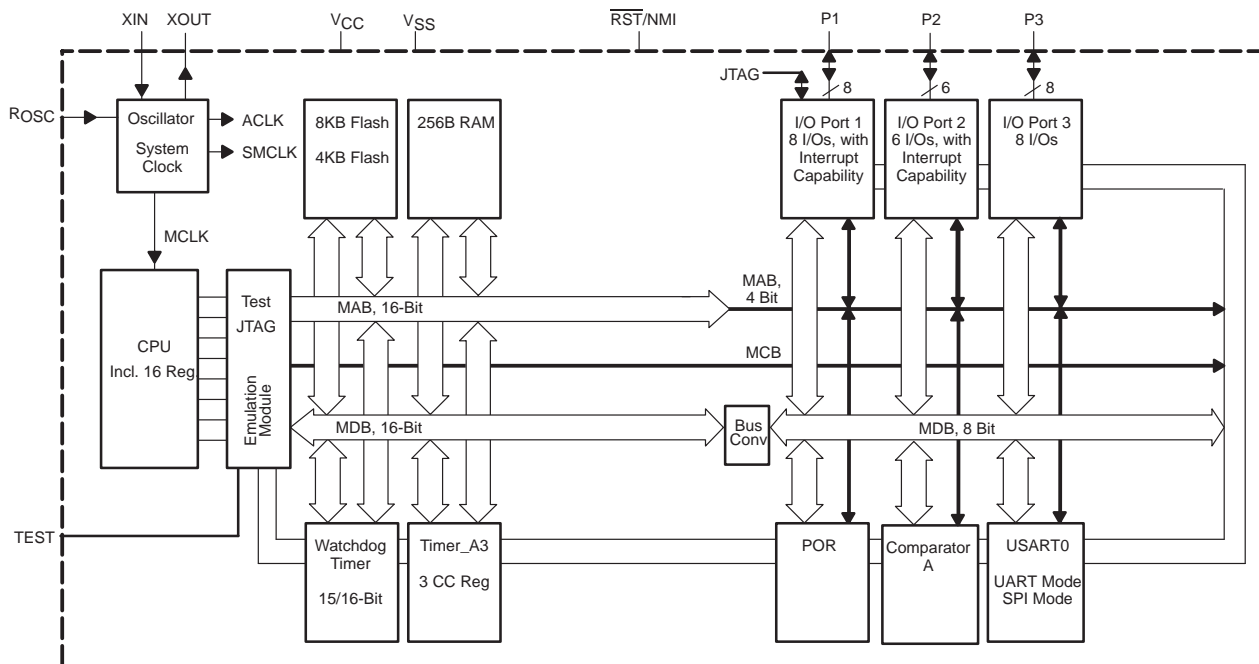 XIN XOUT VCC VSS RST/NMI P1 P2 P3
JTAG
8 6 8
ROSC
Oscillator
System
Clock
ACLK
SMCLK
8KB Flash
4KB Flash
256B RAM
I/O Port 1
8 I/Os, with
Interrupt
Capability
I/O Port 2
6 I/Os, with
Interrupt
Capability
I/O Port 3
8 I/Os
MCLK
CPU
Incl. 16 Reg.
Test
JTAG
Emulation
Module
MAB, 16-Bit
MAB,
4 Bit
MCB
MDB, 16-Bit
Bus
Conv
MDB, 8 Bit
TEST
Watchdog
Timer
15/16-Bit
Timer_A3
3 CC Reg
POR
Comparator
A
USART0
UART Mode
SPI Mode